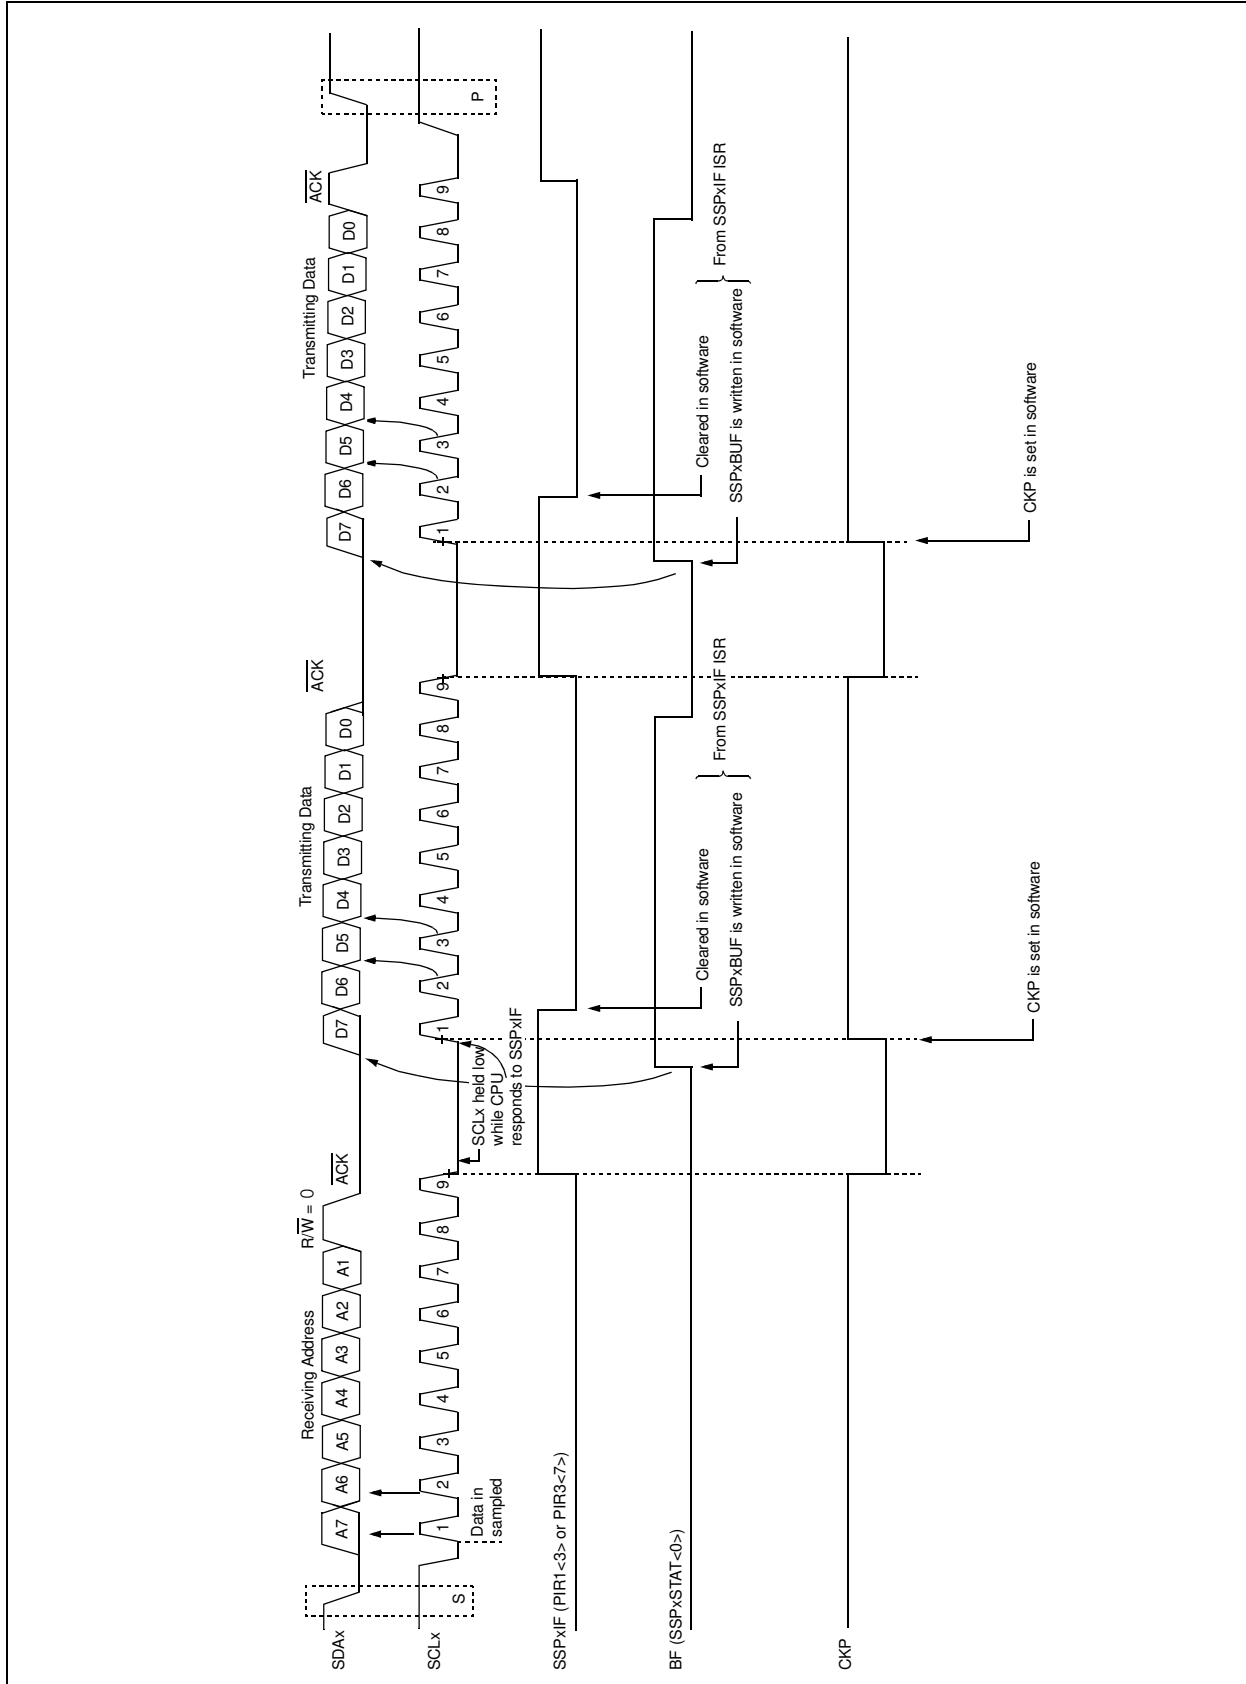 Receiving Address
R/W = 0
ACK
Transmitting Data
ACK
Transmitting Data
ACK
SDAx
A7 A6 A5 A4 A3 A2 A1
D7 D6 D5 D4 D3 D2 D1 D0
D7 D6 D5 D4 D3 D2 D1 D0
SCLx
1 2 3 4 5 6 7 8 9
1 2 3 4 5 6 7 8 9
1 2 3 4 5 6 7 8 9
S
P
Data in
sampled
SCLx held low
while CPU
responds to SSPxIF
SSPxIF (PIR1<3> or PIR3<7>)
BF (SSPxSTAT<0>)
Cleared in software
SSPxBUF is written in software
From SSPxIF ISR
Cleared in software
SSPxBUF is written in software
From SSPxIF ISR
CKP
CKP is set in software
CKP is set in software